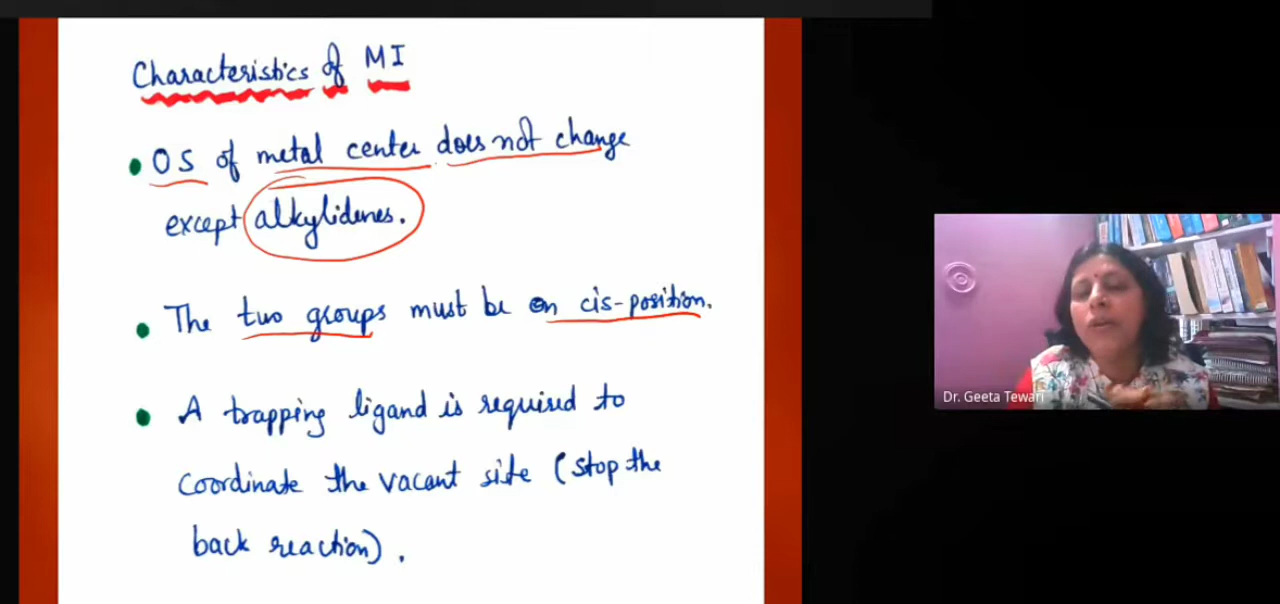 Characteristics of MI
• OS of metal center does not change
except alkylidenes.
• The two groups must be on cis-position.
• A trapping ligand is required to
coordinate the vacant site (stop the
back reaction).
Dr. Geeta Tewari